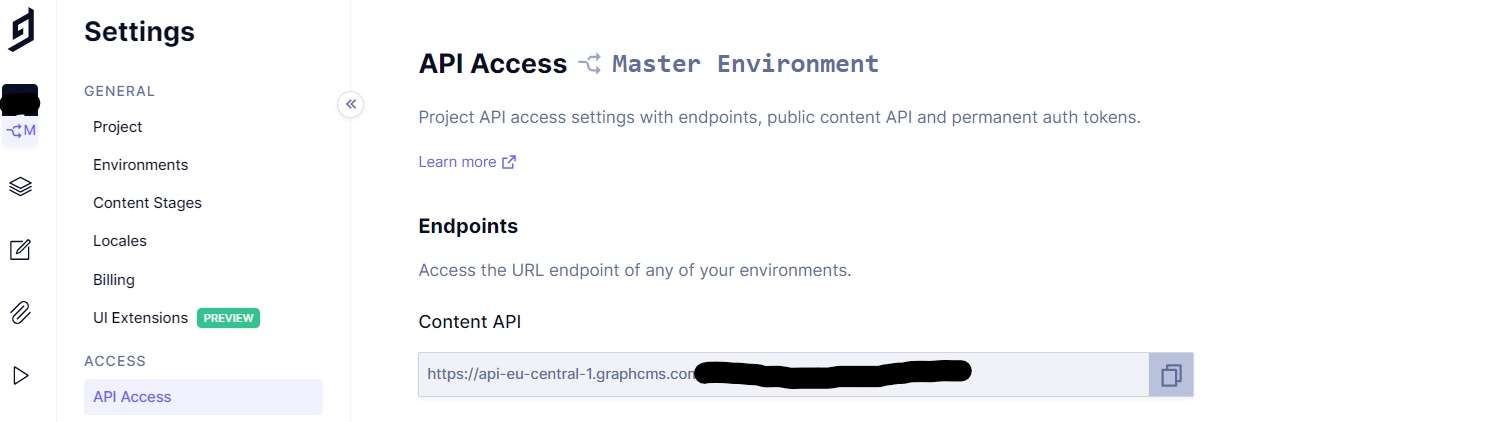 Settings
GENERAL
Project
Environments
Content Stages
Locales
Billing
UI Extensions PREVIEW
ACCESS
API Access
M
API Access Master Environment
Project API access settings with endpoints, public content API and permanent auth tokens.
Learn more
Endpoints
Access the URL endpoint of any of your environments.
Content API
https://api-eu-central-1.graphcms.com